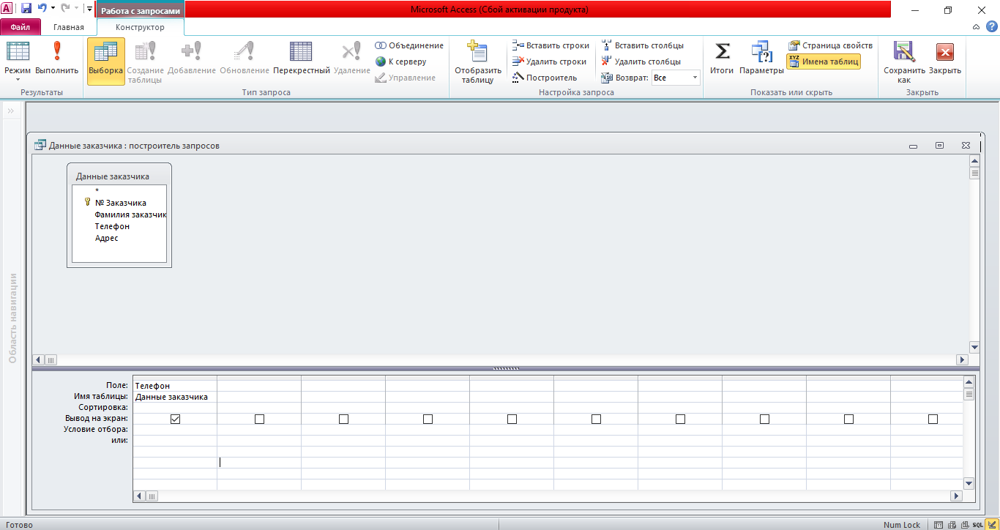 Работа с запросами
Microsoft Access (Сбой активации продукта)
Файл
Главная
Конструктор
Режим
Выполнить
Выборка
Создание таблицы
Добавление
Обновление
Перекрестный
Удаление
Объединение
К серверу
Управление
Отобразить таблицу
Вставить строки
Удалить строки
Построитель
Вставить столбцы
Удалить столбцы
Возврат: Все
Итоги
Параметры
Страница свойств
XYZ
Имена таблиц
Сохранить как
Закрыть
Результаты
Тип запроса
Настройка запроса
Показать или скрыть
Закрыть
Область навигации
Данные заказчика : построитель запросов
Данные заказчика
*
№ Заказчика
Фамилия заказчик
Телефон
Адрес
Поле: Телефон
Имя таблицы: Данные заказчика
Сортировка:
Вывод на экран:
Условие отбора:
или:
Готово
Num Lock
SQL